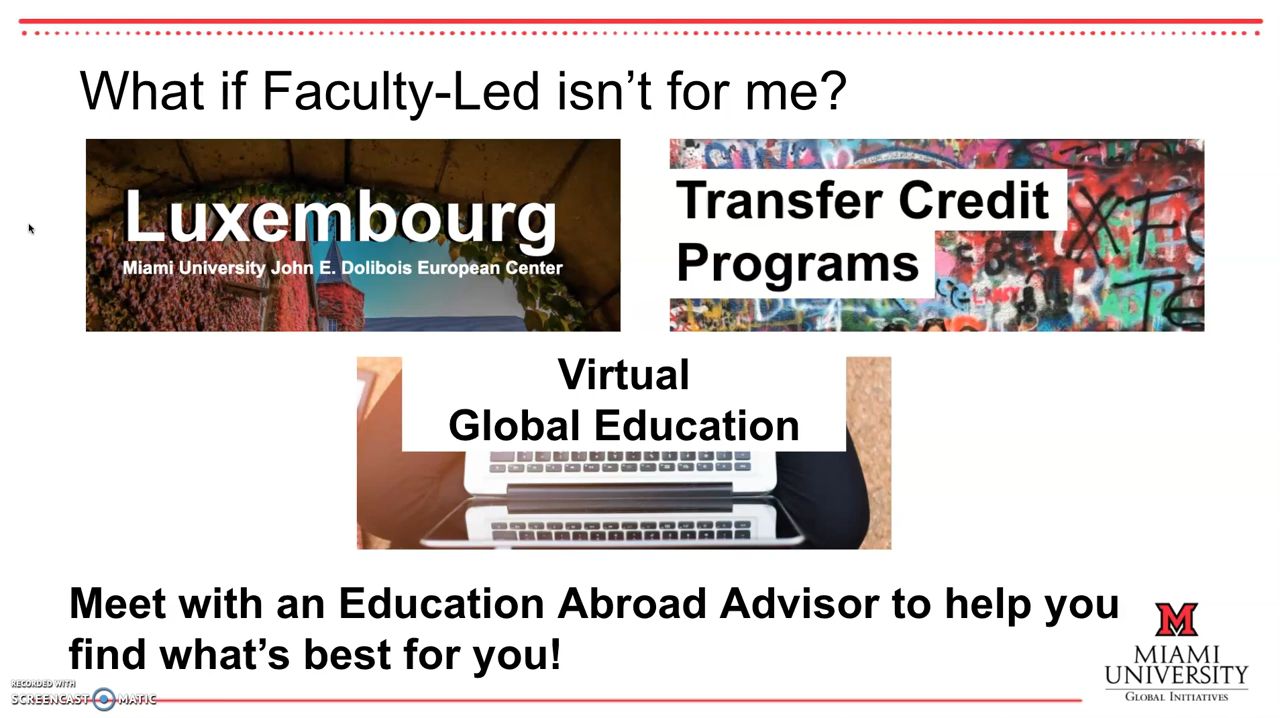 What if Faculty-Led isn’t for me?
Luxembourg
Miami University John E. Dolibois European Center
Transfer Credit
Programs
Virtual
Global Education
Meet with an Education Abroad Advisor to help you
find what’s best for you!
MIAMI
UNIVERSITY
GLOBAL INITIATIVES
RECORDED WITH
SCREENCAST MATIC